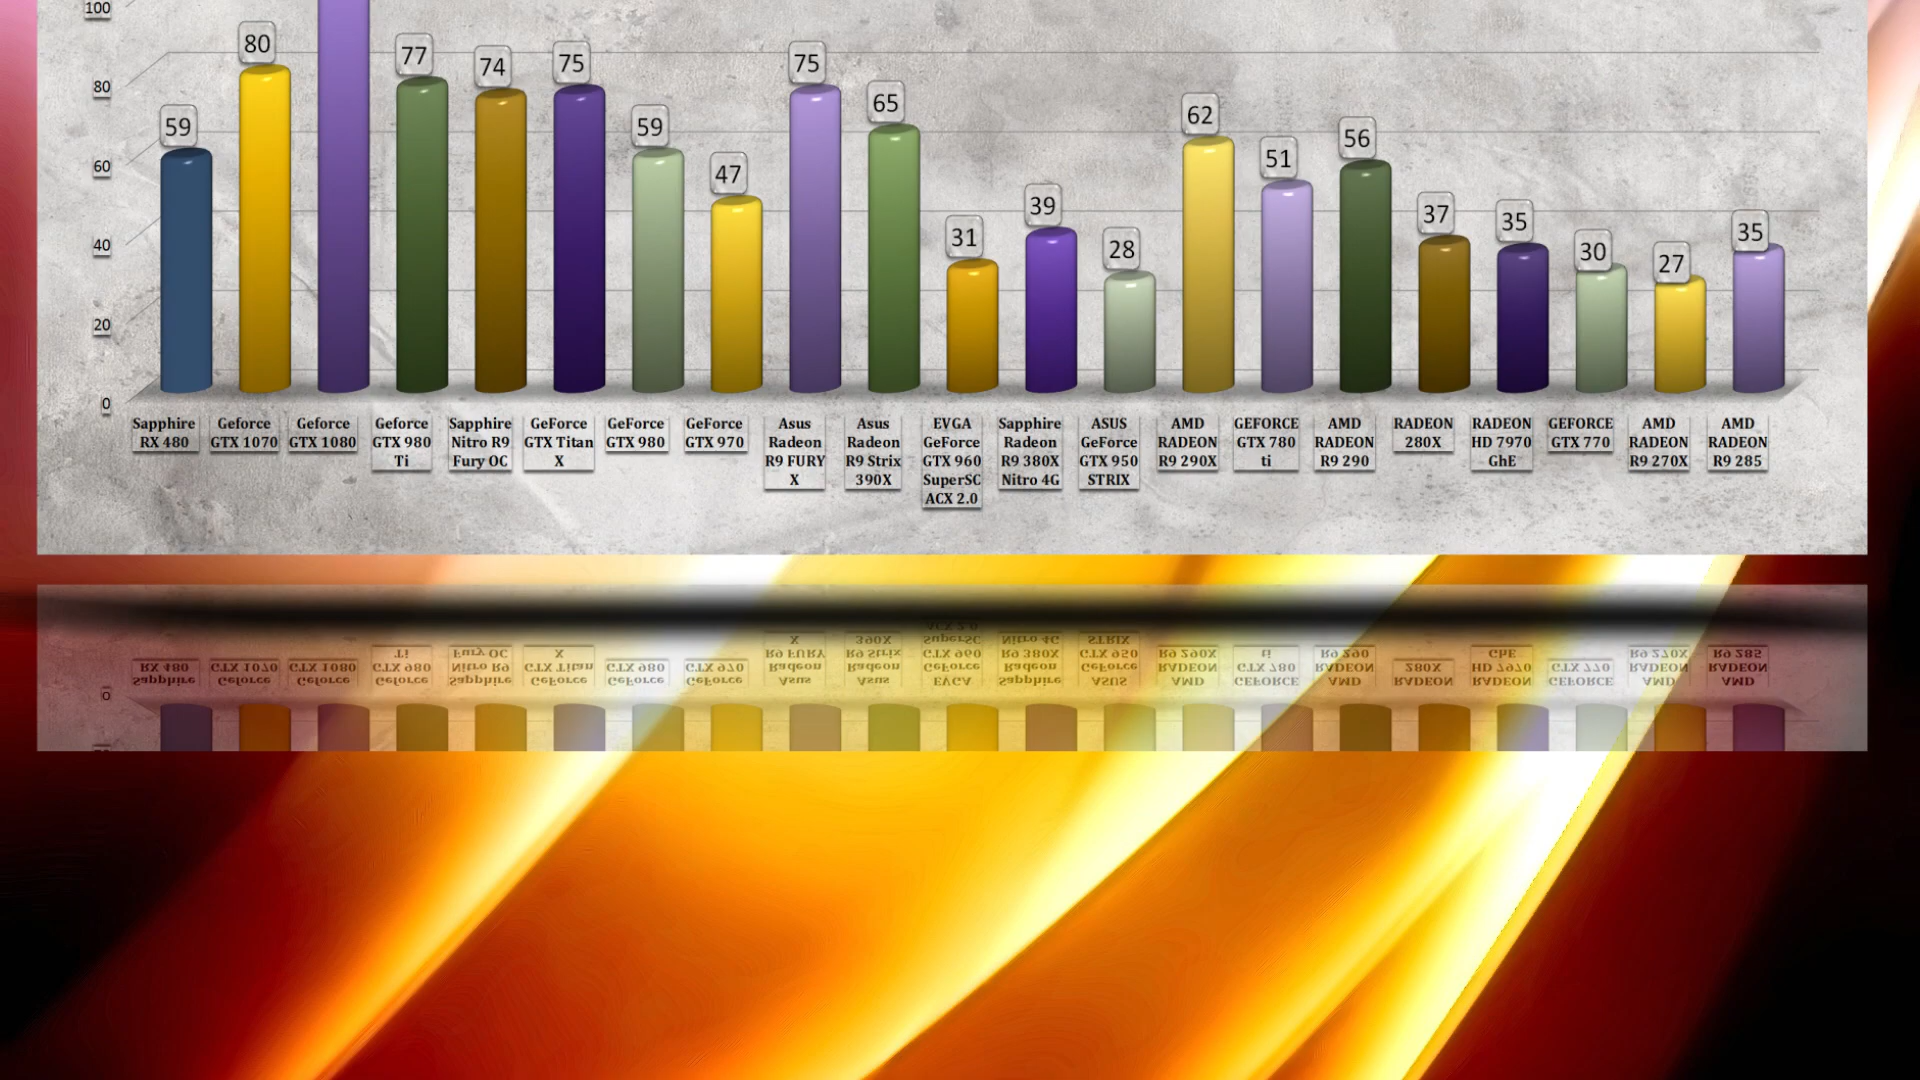 100
80
60
40
20
0
59
80
77
74
75
59
47
75
65
31
39
28
62
51
56
37
35
30
27
35
Sapphire
RX 480
Geforce
GTX 1070
Geforce
GTX 1080
Geforce
GTX 980
Ti
Sapphire
Nitro R9
Fury OC
GeForce
GTX Titan
X
GeForce
GTX 980
GeForce
GTX 970
Asus
Radeon
R9 FURY
X
Asus
Radeon
R9 Strix
390X
EVGA
GeForce
GTX 960
SuperSC
ACX 2.0
Sapphire
Radeon
R9 380X
Nitro 4G
ASUS
GeForce
GTX 950
STRIX
AMD
RADEON
R9 290X
GEFORCE
GTX 780
ti
AMD
RADEON
R9 290
RADEON
280X
RADEON
HD 7970
GhE
GEFORCE
GTX 770
AMD
RADEON
R9 270X
AMD
RADEON
R9 285